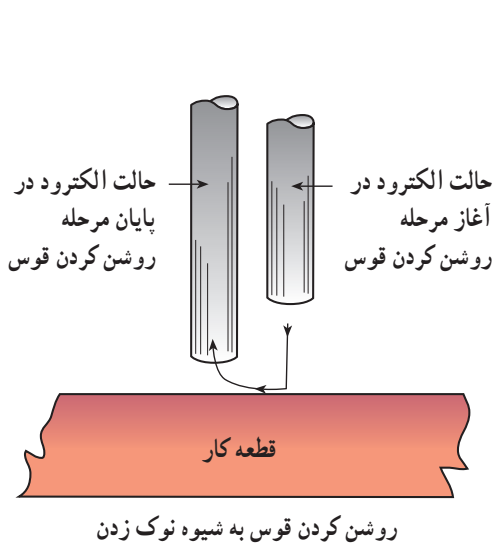 حالت الکترود در
آغاز مرحله
روشن کردن قوس
حالت الکترود در
پایان مرحله
روشن کردن قوس
قطعه کار
روشن کردن قوس به شیوه نوک زدن